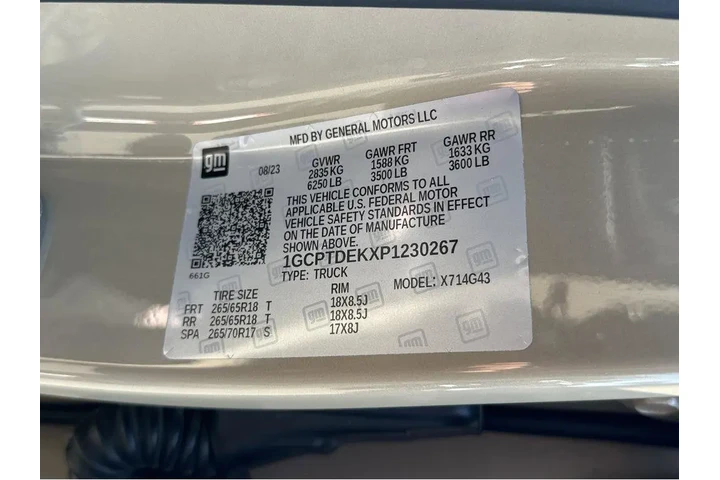 MFD BY GENERAL MOTORS LLC
gm
08/23
GVWR GAWR FRT GAWR RR
2835 KG 1588 KG 1633 KG
6250 LB 3500 LB 3600 LB
THIS VEHICLE CONFORMS TO ALL
APPLICABLE U.S. FEDERAL MOTOR
VEHICLE SAFETY STANDARDS IN EFFECT
ON THE DATE OF MANUFACTURE
SHOWN ABOVE.
661G
1GCPTDEKXP1230267
TYPE: TRUCK MODEL: X714G43
TIRE SIZE RIM
FRT 265/65R18 T 18X8.5J
RR 265/65R18 T 18X8.5J
SPA 265/70R17 S 17X8J